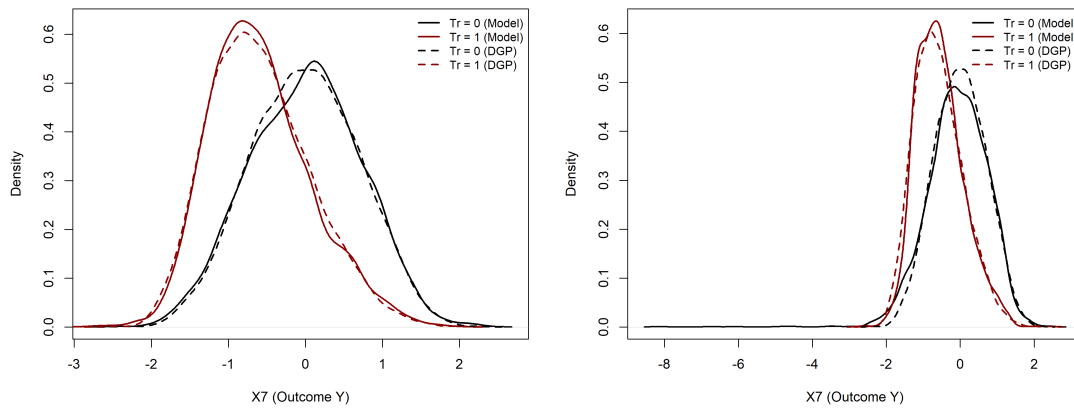 Density
0.0 0.1 0.2 0.3 0.4 0.5 0.6
-3 -2 -1 0 1 2
X7 (Outcome Y)
Tr = 0 (Model)
Tr = 1 (Model)
Tr = 0 (DGP)
Tr = 1 (DGP)
Density
0.0 0.1 0.2 0.3 0.4 0.5 0.6
-8 -6 -4 -2 0 2
X7 (Outcome Y)
Tr = 0 (Model)
Tr = 1 (Model)
Tr = 0 (DGP)
Tr = 1 (DGP)